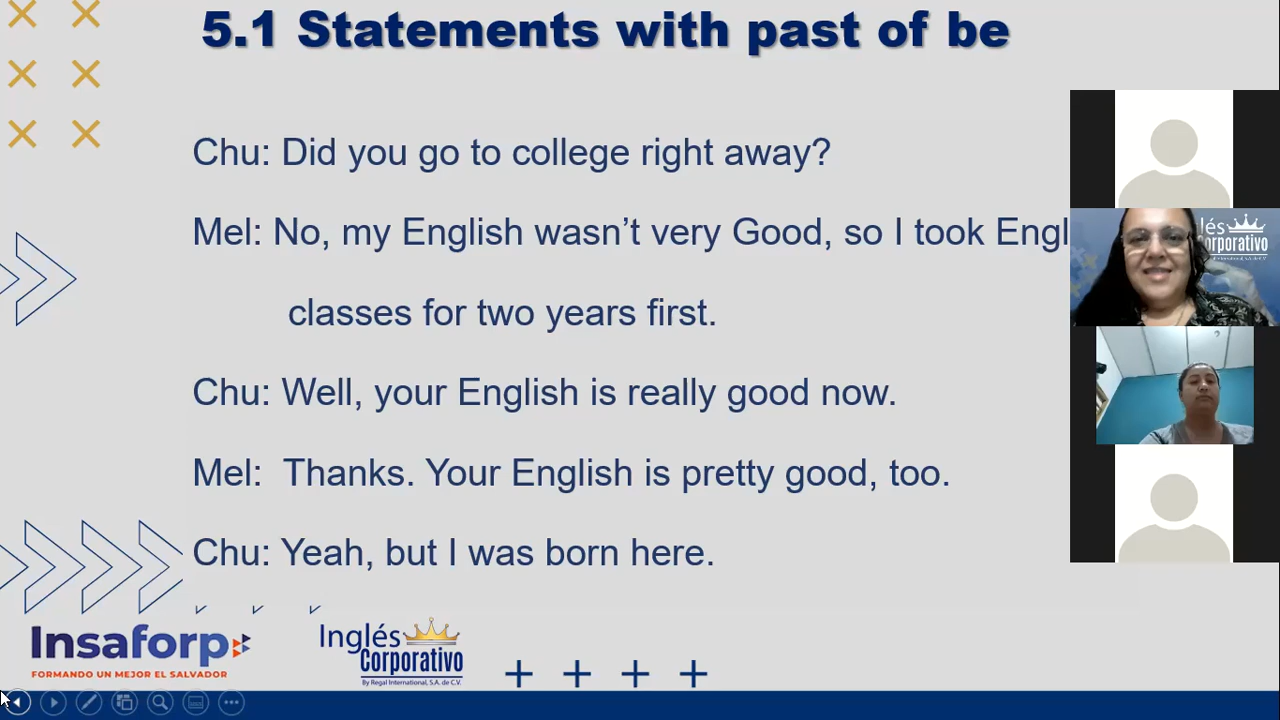 5.1 Statements with past of be
Chu: Did you go to college right away?
Mel: No, my English wasn’t very Good, so I took Engl
classes for two years first.
Chu: Well, your English is really good now.
Mel: Thanks. Your English is pretty good, too.
Chu: Yeah, but I was born here.
lés
Corporativo
Insaforp
FORMANDO UN MEJOR EL SALVADOR
Inglés
Corporativo
By Regal International, S.A. de C.V.